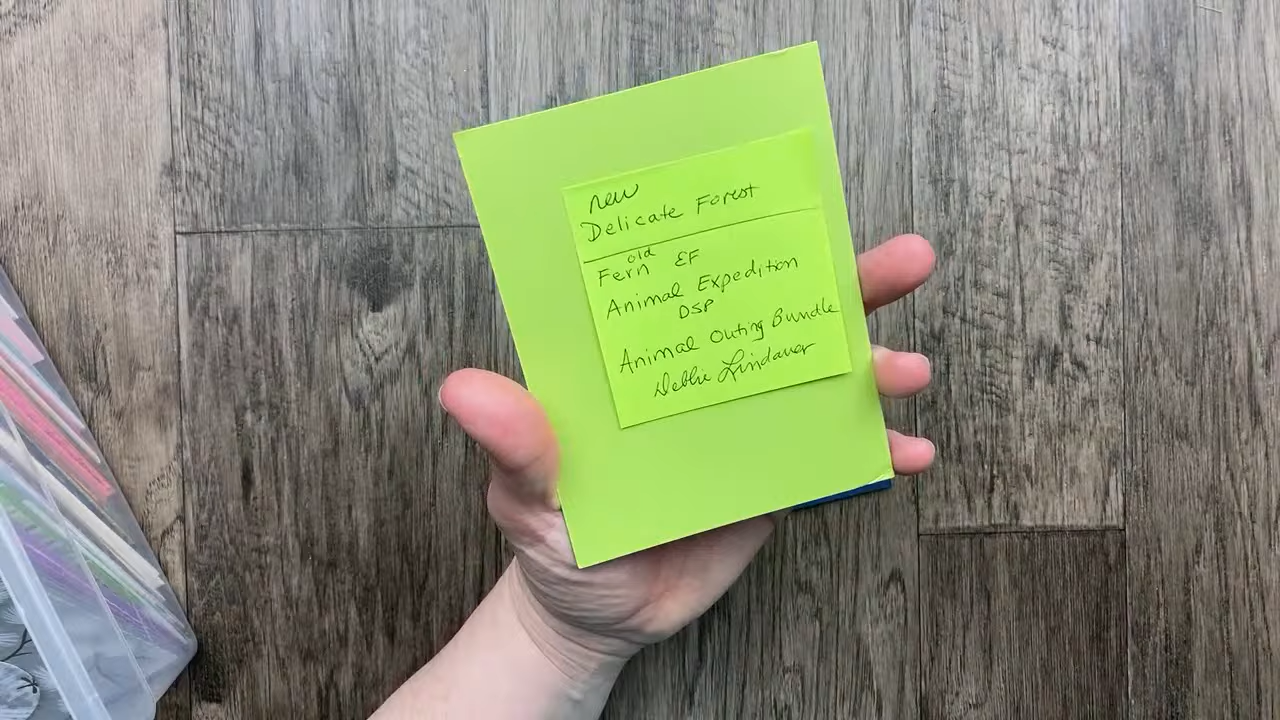 new
Delicate Forest
old
Fern EF
Animal Expedition
DSP
Animal Outing Bundle
Debbie Lindauer